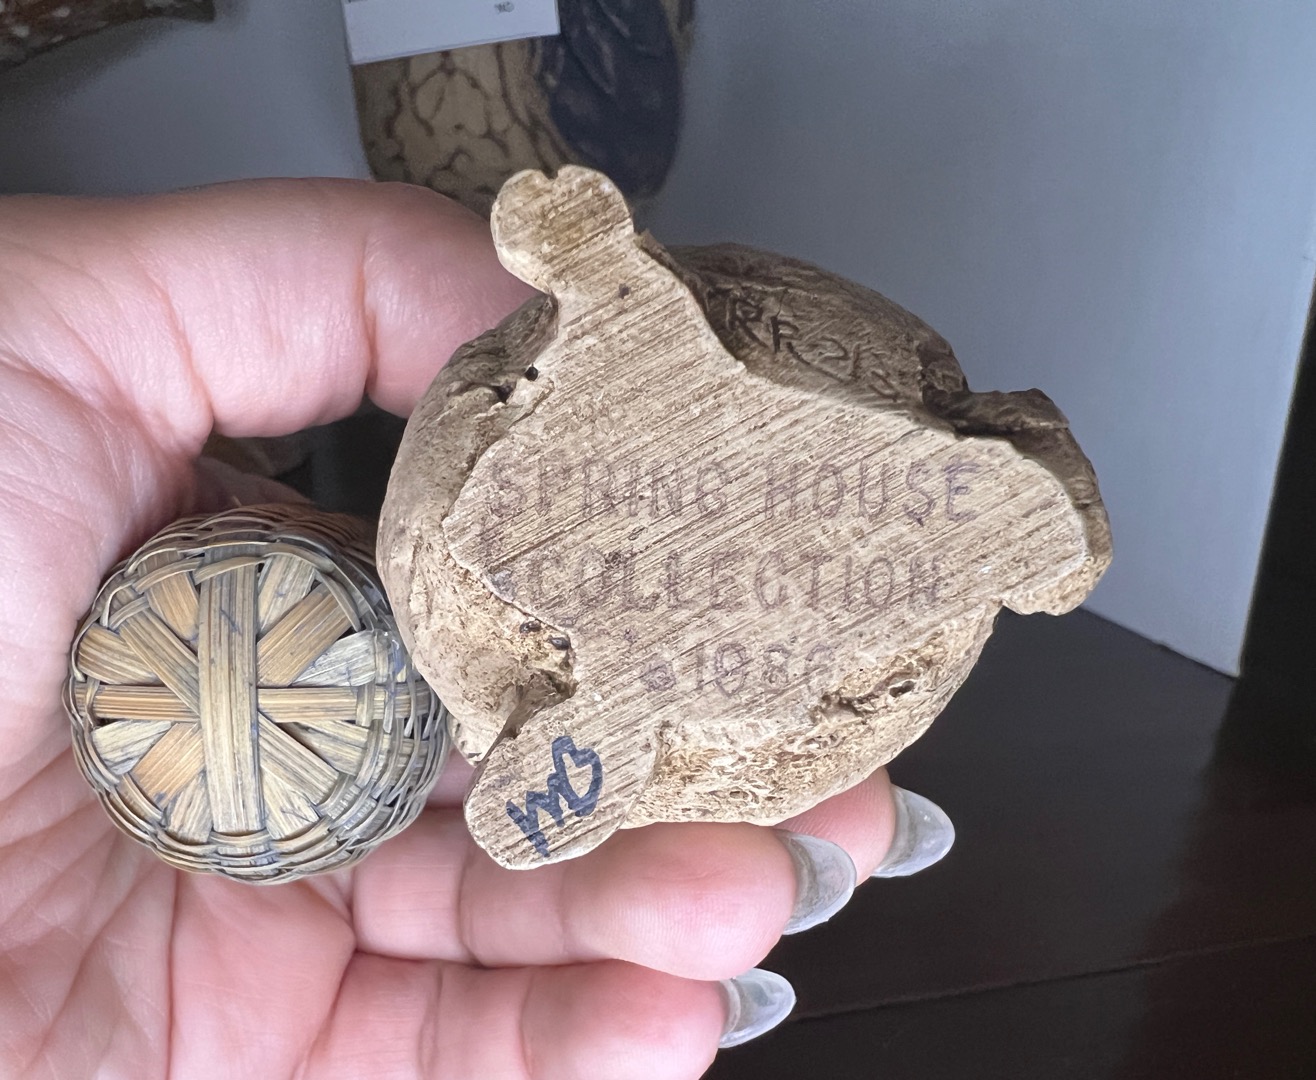 SPRING HOUSE
COLLECTION
©1986
mB